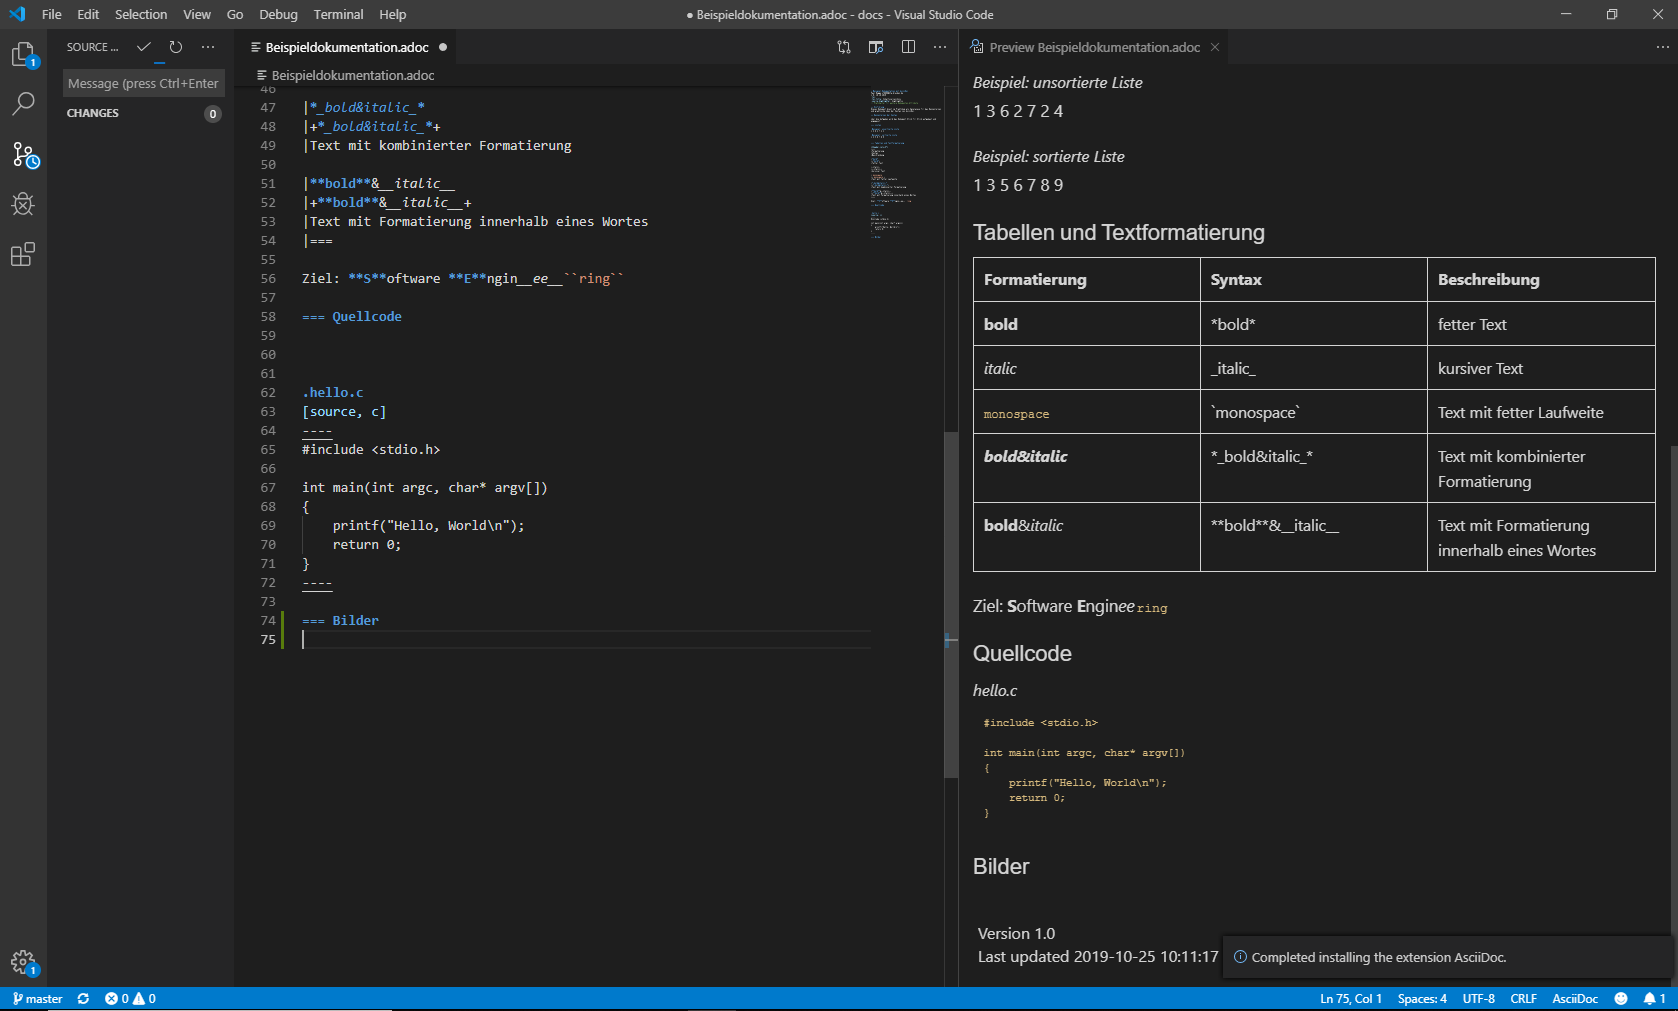 File Edit Selection View Go Debug Terminal Help
● Beispieldokumentation.adoc - docs - Visual Studio Code
SOURCE ...
Message (press Ctrl+Enter
CHANGES 0
1
1
Beispieldokumentation.adoc ●
Beispieldokumentation.adoc
46
47 |*_bold&italic_*
48 |+*_bold&italic_*+
49 |Text mit kombinierter Formatierung
50
51 |**bold**&__italic__
52 |+**bold**&__italic__+
53 |Text mit Formatierung innerhalb eines Wortes
54 |===
55
56 Ziel: **S**oftware **E**ngin__ee__``ring``
57
58 === Quellcode
59
60
61
62 .hello.c
63 [source, c]
64 ----
65 #include <stdio.h>
66
67 int main(int argc, char* argv[])
68 {
69     printf("Hello, World\n");
70     return 0;
71 }
72 ----
73
74 === Bilder
75
Preview Beispieldokumentation.adoc
Beispiel: unsortierte Liste
1 3 6 2 7 2 4
Beispiel: sortierte Liste
1 3 5 6 7 8 9
Tabellen und Textformatierung
Formatierung Syntax Beschreibung
bold *bold* fetter Text
italic _italic_ kursiver Text
monospace `monospace` Text mit fetter Laufweite
bold&italic *_bold&italic_* Text mit kombinierter
Formatierung
bold&italic **bold**&__italic__ Text mit Formatierung
innerhalb eines Wortes
Ziel: Software Engineering
Quellcode
hello.c
#include <stdio.h>
int main(int argc, char* argv[])
{
    printf("Hello, World\n");
    return 0;
}
Bilder
Version 1.0
Last updated 2019-10-25 10:11:17
Completed installing the extension AsciiDoc.
master 0 0
Ln 75, Col 1 Spaces: 4 UTF-8 CRLF AsciiDoc 1